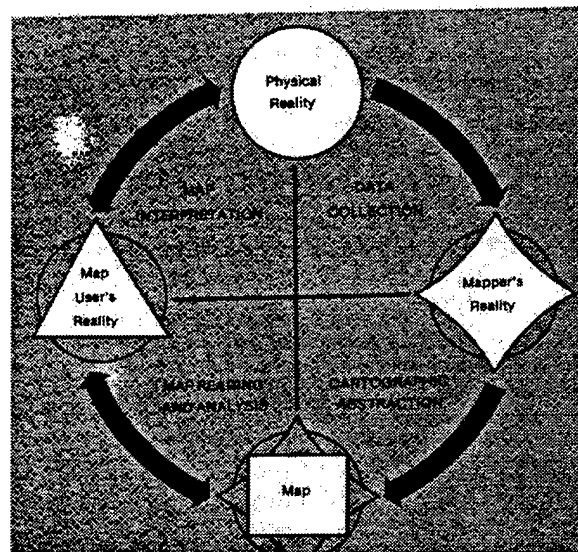 Physical
Reality
MAP
INTERPRETATION
DATA
COLLECTION
Map
User's
Reality
Mapper's
Reality
MAP READING
AND ANALYSIS
CARTOGRAPHIC
ABSTRACTION
Map